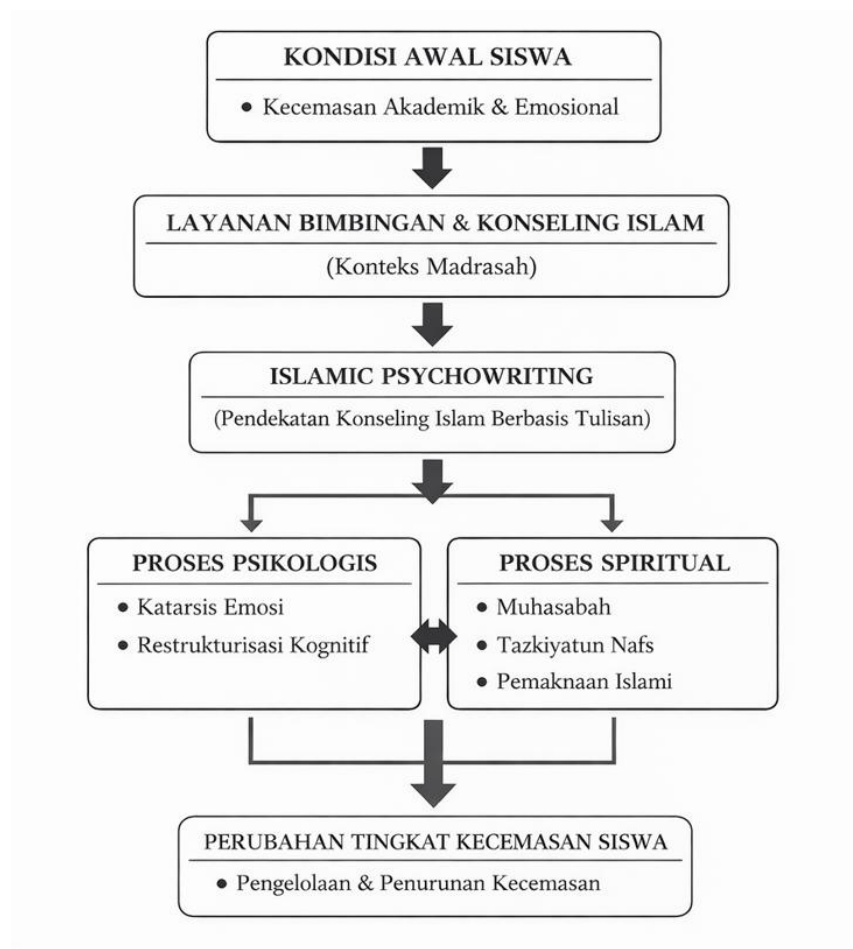 KONDISI AWAL SISWA
• Kecemasan Akademik & Emosional
LAYANAN BIMBINGAN & KONSELING ISLAM
(Konteks Madrasah)
ISLAMIC PSYCHOWRITING
(Pendekatan Konseling Islam Berbasis Tulisan)
PROSES PSIKOLOGIS
• Katarsis Emosi
• Restrukturisasi Kognitif
PROSES SPIRITUAL
• Muhasabah
• Tazkiyatun Nafs
• Pemaknaan Islami
PERUBAHAN TINGKAT KECEMASAN SISWA
• Pengelolaan & Penurunan Kecemasan